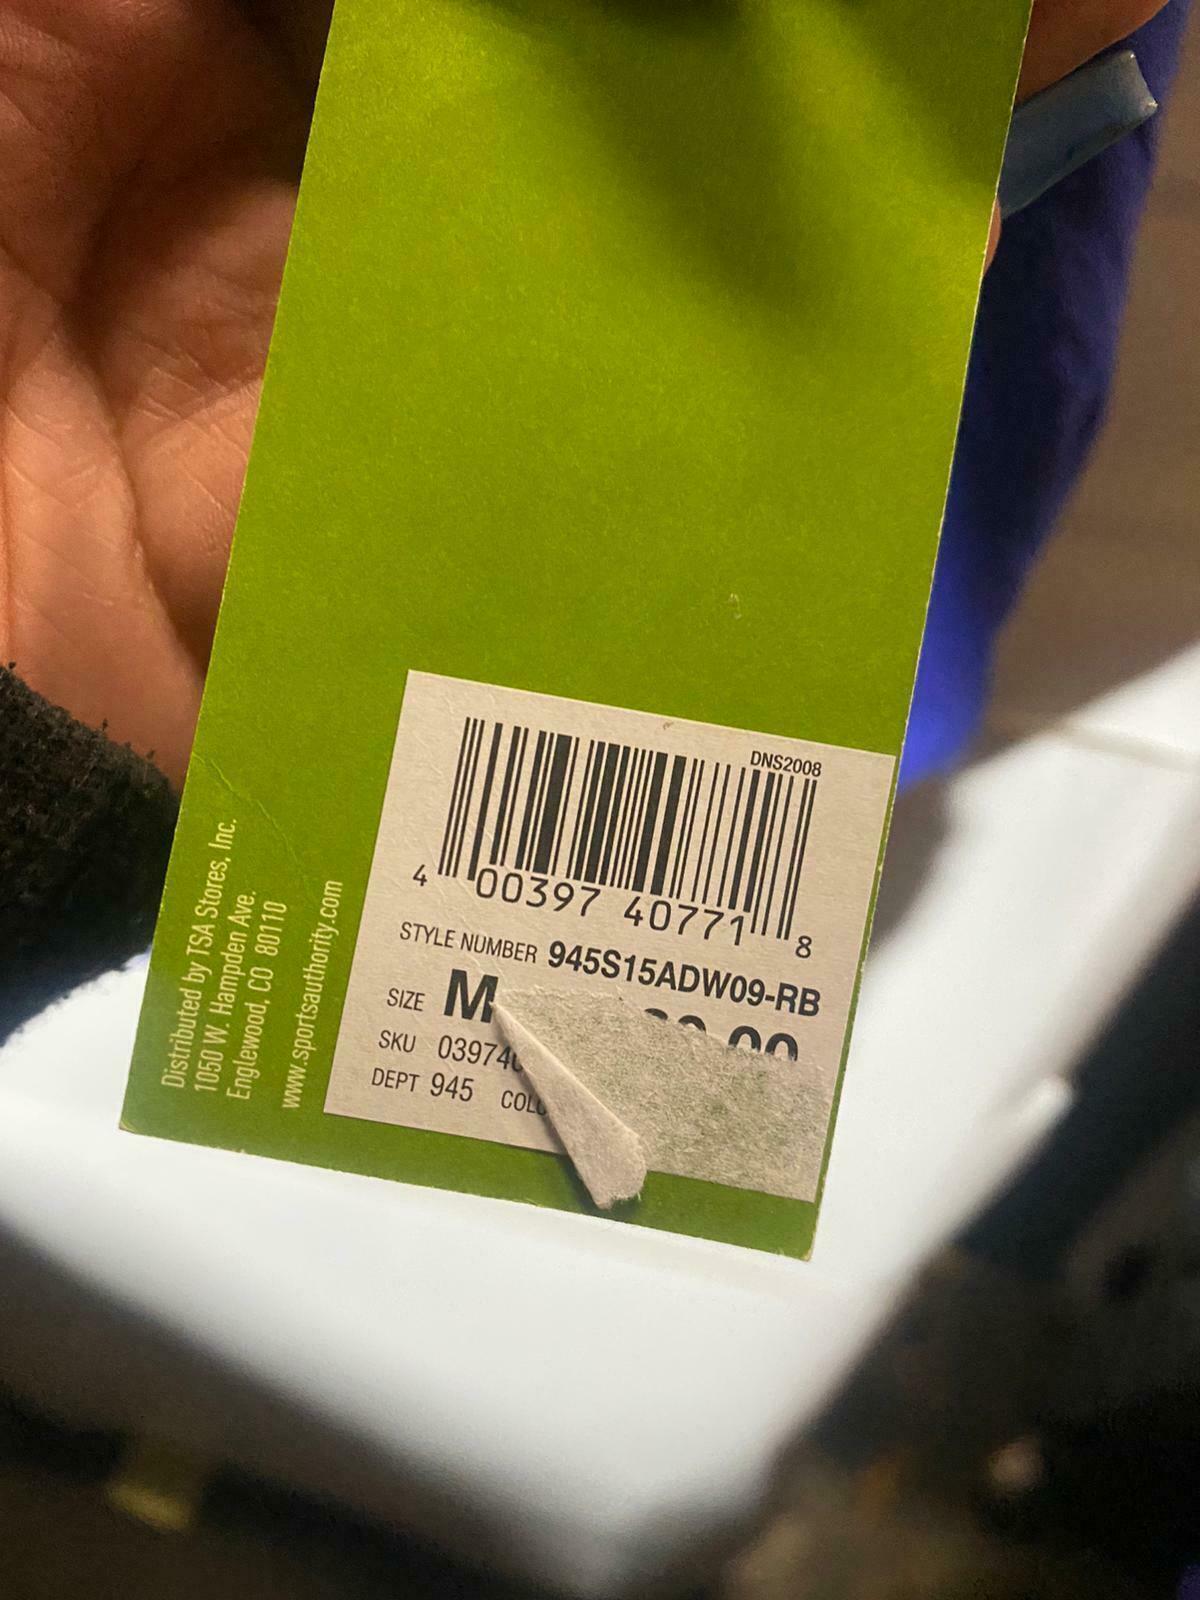 Distributed by TSA Stores, Inc.
1050 W. Hampden Ave.
Englewood, CO 80110
www.sportsauthority.com
DNS2008
4 00397 40771 8
STYLE NUMBER 945S15ADW09-RB
SIZE M
SKU
DEPT 945